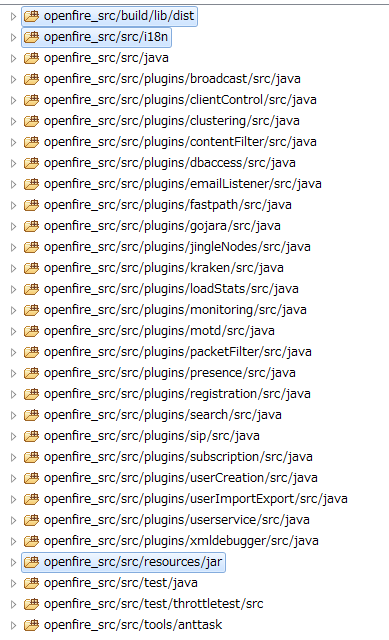 openfire_src/build/lib/dist
openfire_src/src/i18n
openfire_src/src/java
openfire_src/src/plugins/broadcast/src/java
openfire_src/src/plugins/clientControl/src/java
openfire_src/src/plugins/clustering/src/java
openfire_src/src/plugins/contentFilter/src/java
openfire_src/src/plugins/dbaccess/src/java
openfire_src/src/plugins/emailListener/src/java
openfire_src/src/plugins/fastpath/src/java
openfire_src/src/plugins/gojara/src/java
openfire_src/src/plugins/jingleNodes/src/java
openfire_src/src/plugins/kraken/src/java
openfire_src/src/plugins/loadStats/src/java
openfire_src/src/plugins/monitoring/src/java
openfire_src/src/plugins/motd/src/java
openfire_src/src/plugins/packetFilter/src/java
openfire_src/src/plugins/presence/src/java
openfire_src/src/plugins/registration/src/java
openfire_src/src/plugins/search/src/java
openfire_src/src/plugins/sip/src/java
openfire_src/src/plugins/subscription/src/java
openfire_src/src/plugins/userCreation/src/java
openfire_src/src/plugins/userImportExport/src/java
openfire_src/src/plugins/userservice/src/java
openfire_src/src/plugins/xmldebugger/src/java
openfire_src/src/resources/jar
openfire_src/src/test/java
openfire_src/src/test/throttletest/src
openfire_src/src/tools/anttask